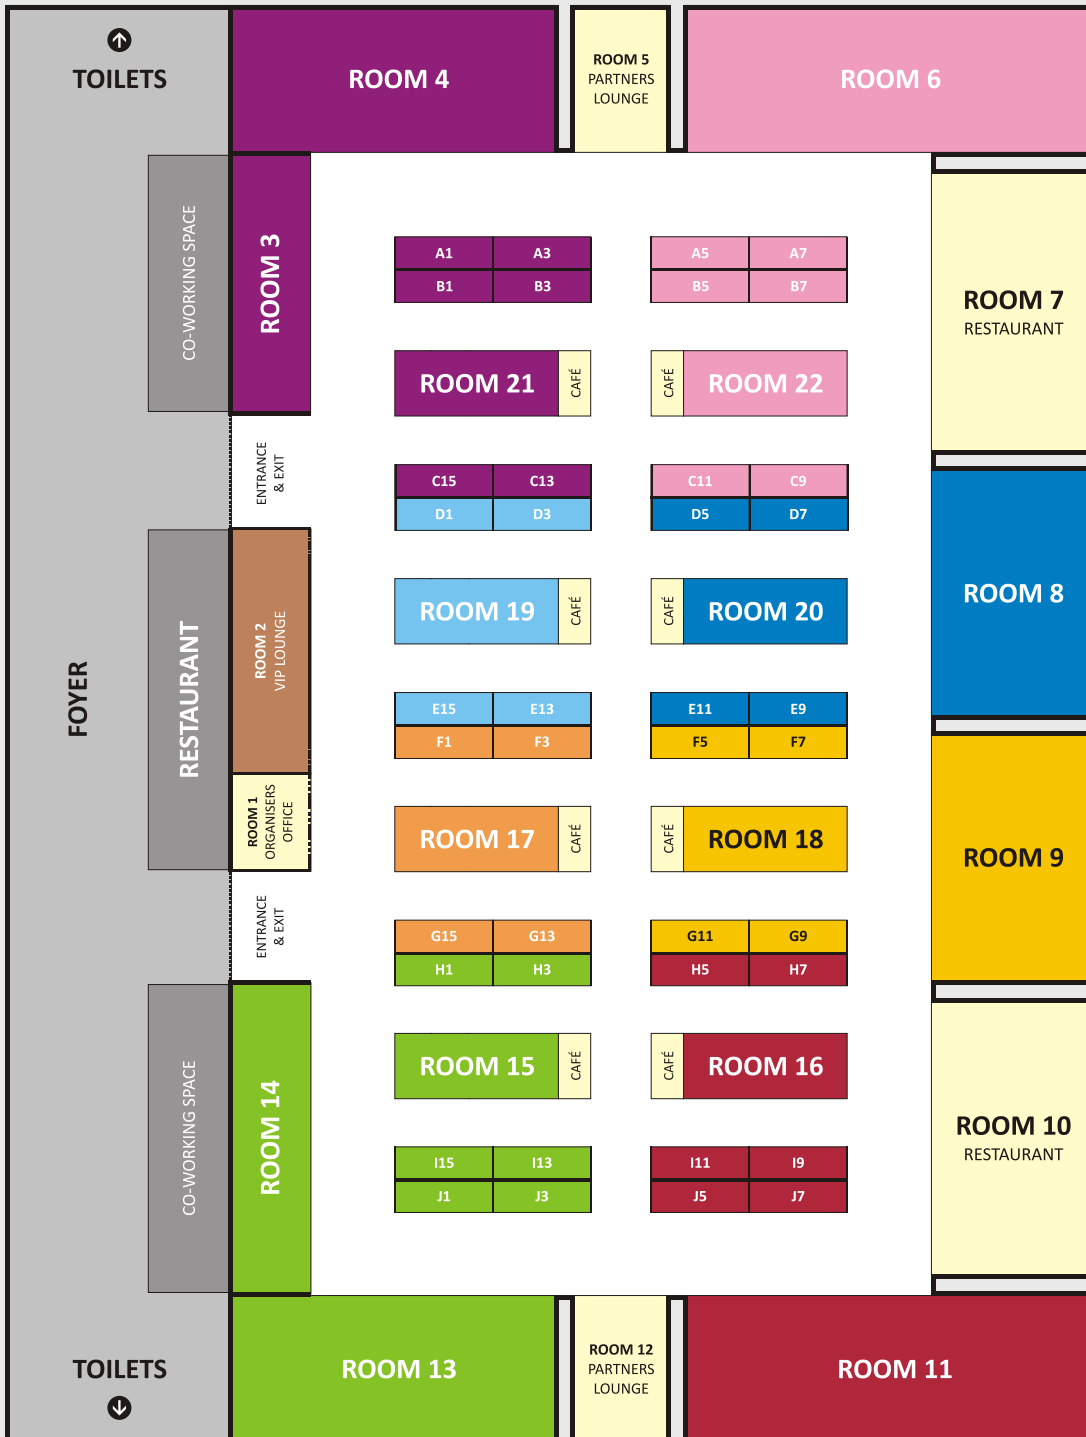 TOILETS
ROOM 4
ROOM 5
PARTNERS
LOUNGE
ROOM 6
CO-WORKING SPACE
ROOM 3
A1
A3
A5
A7
B1
B3
B5
B7
ROOM 7
RESTAURANT
ROOM 21
CAFÉ
CAFÉ
ROOM 22
ENTRANCE
& EXIT
C15
C13
C11
C9
D1
D3
D5
D7
ROOM 8
ROOM 19
CAFÉ
CAFÉ
ROOM 20
FOYER
RESTAURANT
ROOM 2
VIP LOUNGE
E15
E13
E11
E9
F1
F3
F5
F7
ROOM 1
ORGANISERS
OFFICE
ROOM 17
CAFÉ
CAFÉ
ROOM 18
ROOM 9
ENTRANCE
& EXIT
G15
G13
G11
G9
H1
H3
H5
H7
CO-WORKING SPACE
ROOM 14
ROOM 15
CAFÉ
CAFÉ
ROOM 16
ROOM 10
RESTAURANT
I15
I13
I11
I9
J1
J3
J5
J7
TOILETS
ROOM 13
ROOM 12
PARTNERS
LOUNGE
ROOM 11